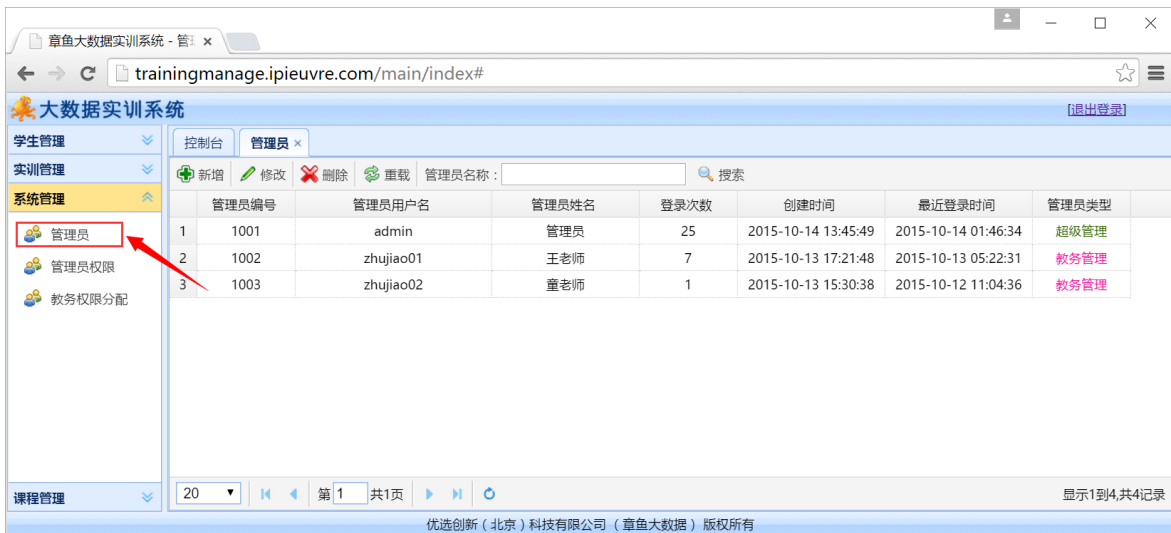 章鱼大数据实训系统 - 管理
trainingmanage.ipieuvre.com/main/index#
大数据实训系统 [退出登录]
学生管理
实训管理
系统管理
管理员
管理员权限
教务权限分配
课程管理
控制台 管理员
新增 修改 删除 重载 管理员名称: 搜索
管理员编号 管理员用户名 管理员姓名 登录次数 创建时间 最近登录时间 管理员类型
1 1001 admin 管理员 25 2015-10-14 13:45:49 2015-10-14 01:46:34 超级管理
2 1002 zhujiao01 王老师 7 2015-10-13 17:21:48 2015-10-13 05:22:31 教务管理
3 1003 zhujiao02 童老师 1 2015-10-13 15:30:38 2015-10-12 11:04:36 教务管理
20 第 1 共1页 显示1到4,共4记录
优选创新(北京)科技有限公司(章鱼大数据) 版权所有